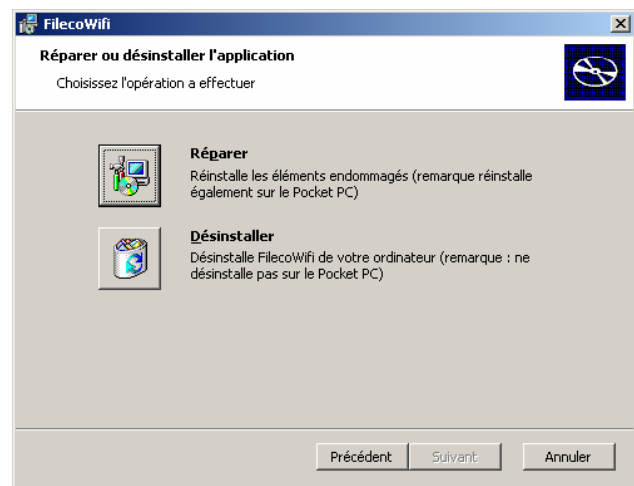 FilecoWifi
Réparer ou désinstaller l'application
Choisissez l'opération a effectuer
Réparer
Réinstalle les éléments endommagés (remarque réinstalle
également sur le Pocket PC)
Désinstaller
Désinstalle FilecoWifi de votre ordinateur (remarque : ne
désinstalle pas sur le Pocket PC)
Précédent
Suivant
Annuler